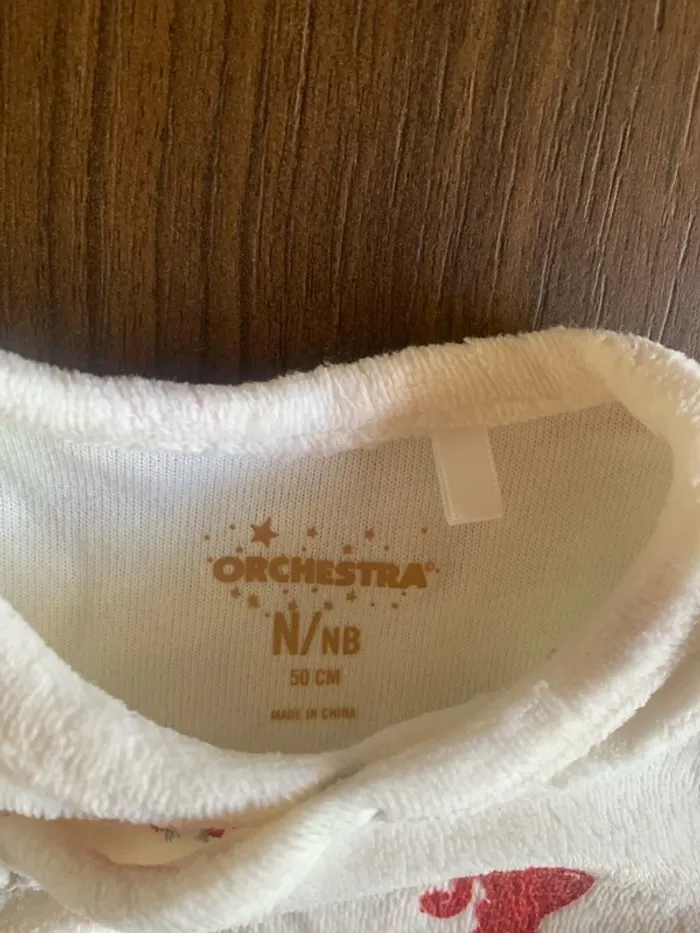 ORCHESTRA®
N/NB
50 CM
MADE IN CHINA